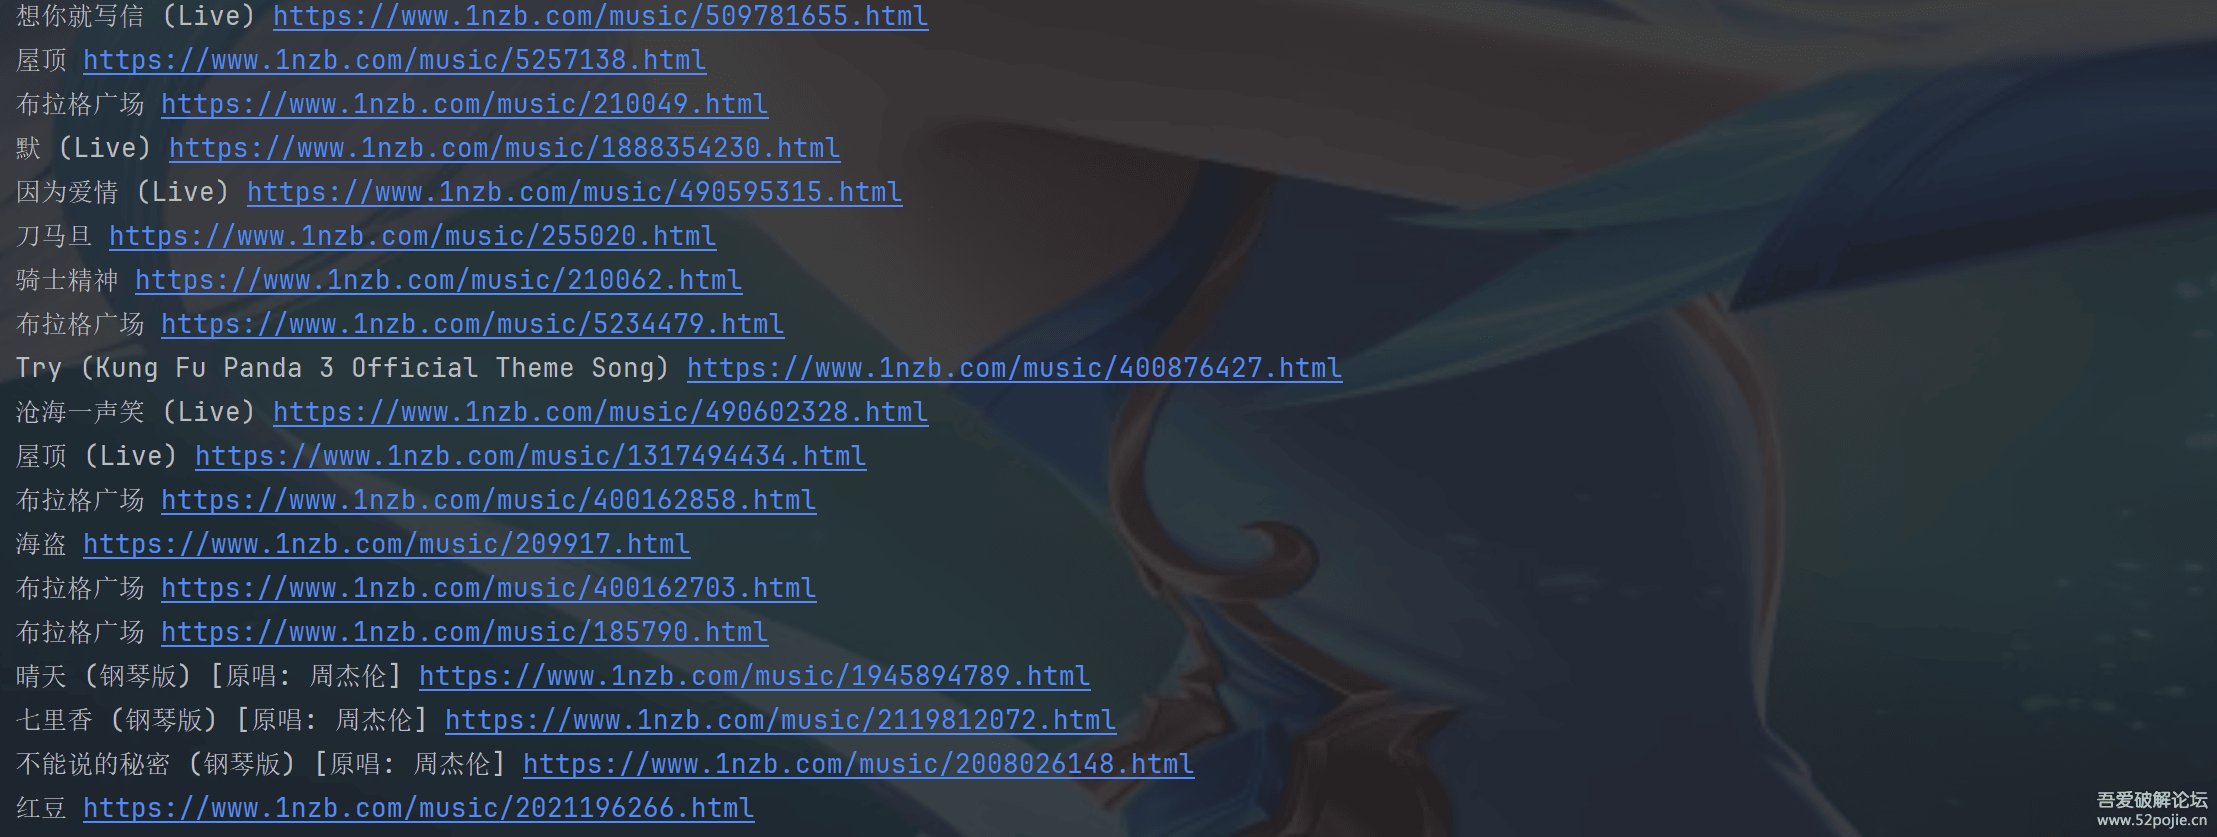 想你就写信 (Live) https://www.1nzb.com/music/509781655.html
屋顶 https://www.1nzb.com/music/5257138.html
布拉格广场 https://www.1nzb.com/music/210049.html
默 (Live) https://www.1nzb.com/music/1888354230.html
因为爱情 (Live) https://www.1nzb.com/music/490595315.html
刀马旦 https://www.1nzb.com/music/255020.html
骑士精神 https://www.1nzb.com/music/210062.html
布拉格广场 https://www.1nzb.com/music/5234479.html
Try (Kung Fu Panda 3 Official Theme Song) https://www.1nzb.com/music/400876427.html
沧海一声笑 (Live) https://www.1nzb.com/music/490602328.html
屋顶 (Live) https://www.1nzb.com/music/1317494434.html
布拉格广场 https://www.1nzb.com/music/400162858.html
海盗 https://www.1nzb.com/music/209917.html
布拉格广场 https://www.1nzb.com/music/400162703.html
布拉格广场 https://www.1nzb.com/music/185790.html
晴天 (钢琴版) [原唱: 周杰伦] https://www.1nzb.com/music/1945894789.html
七里香 (钢琴版) [原唱: 周杰伦] https://www.1nzb.com/music/2119812072.html
不能说的秘密 (钢琴版) [原唱: 周杰伦] https://www.1nzb.com/music/2008026148.html
红豆 https://www.1nzb.com/music/2021196266.html
吾爱破解论坛
www.52pojie.cn